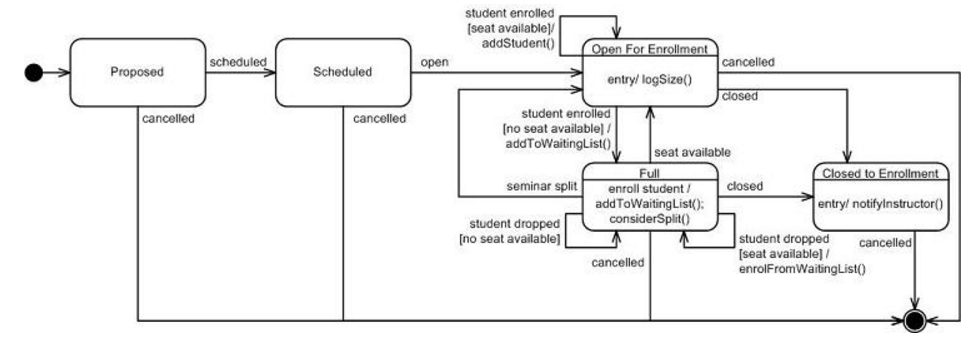 student enrolled
[seat available]/
addStudent()
Proposed
scheduled
Scheduled
open
Open For Enrollment
entry/ logSize()
cancelled
closed
cancelled
cancelled
student enrolled
[no seat available] /
addToWaitingList()
seat available
Full
enroll student /
addToWaitingList();
considerSplit()
seminar split
closed
Closed to Enrollment
entry/ notifyInstructor()
student dropped
[no seat available]
cancelled
student dropped
[seat available] /
enrolFromWaitingList()
cancelled